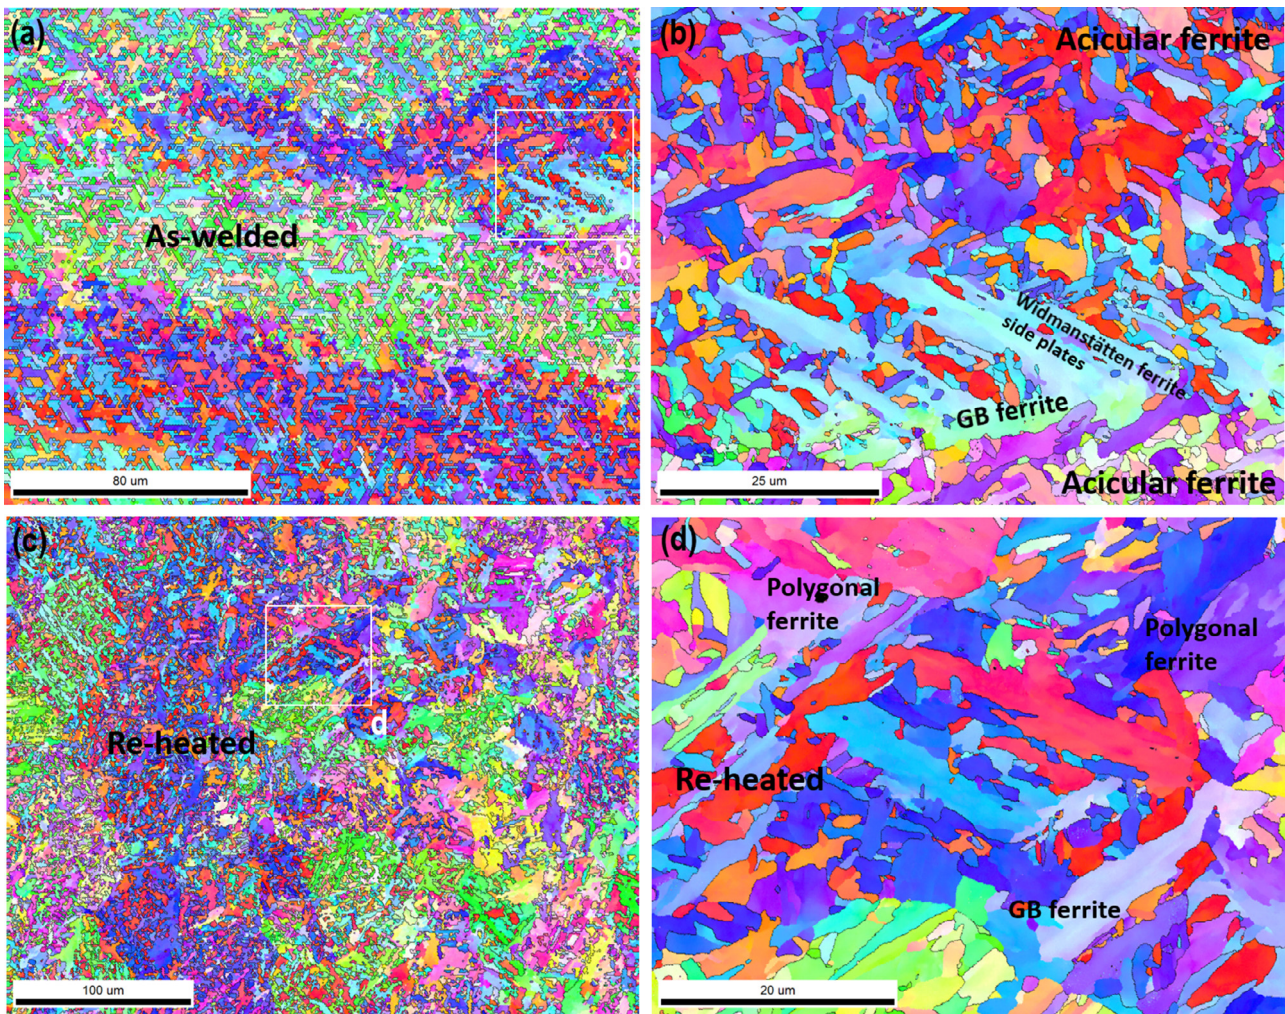 (a)
As-welded
b
80 um
(b)
Acicular ferrite
Widmanstätten ferrite
side plates
GB ferrite
Acicular ferrite
25 um
(c)
d
Re-heated
100 um
(d)
Polygonal
ferrite
Polygonal
ferrite
Re-heated
GB ferrite
20 um